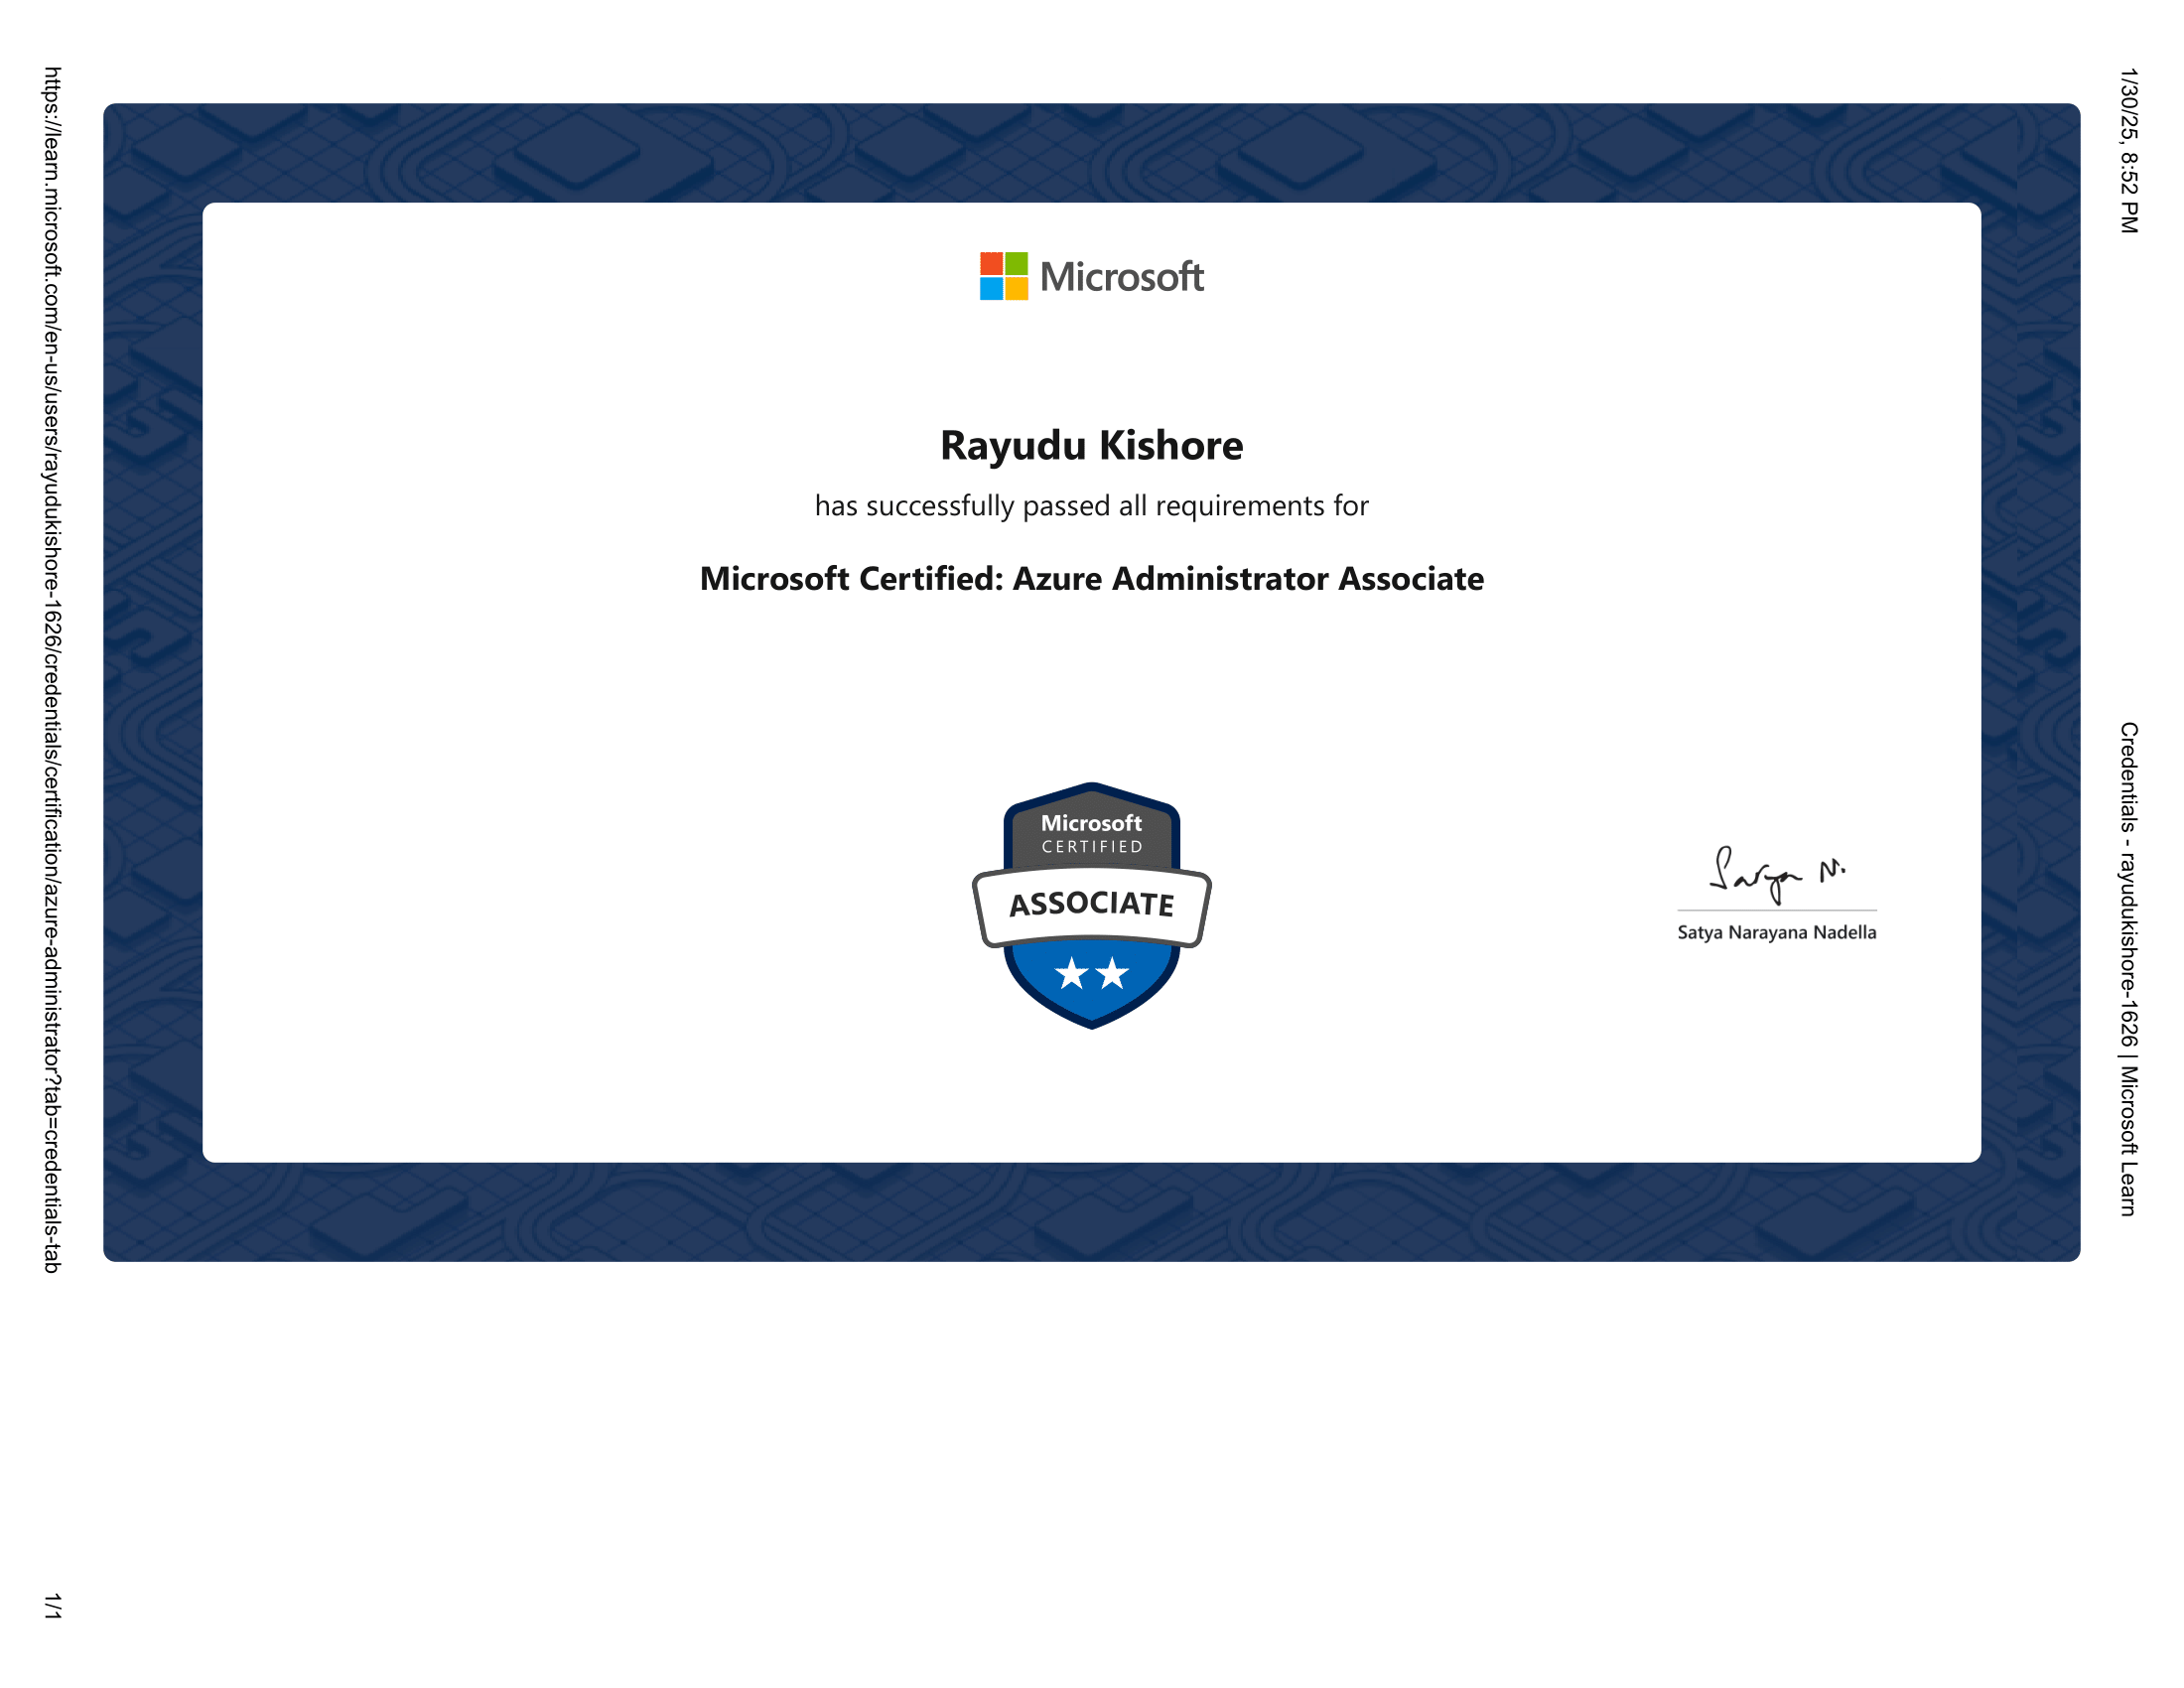 1/30/25, 8:52 PM
Credentials - rayudukishore-1626 | Microsoft Learn
Microsoft
Rayudu Kishore
has successfully passed all requirements for
Microsoft Certified: Azure Administrator Associate
Microsoft
CERTIFIED
ASSOCIATE
Satya N.
Satya Narayana Nadella
https://learn.microsoft.com/en-us/users/rayudukishore-1626/credentials/certification/azure-administrator?tab=credentials-tab
1/1